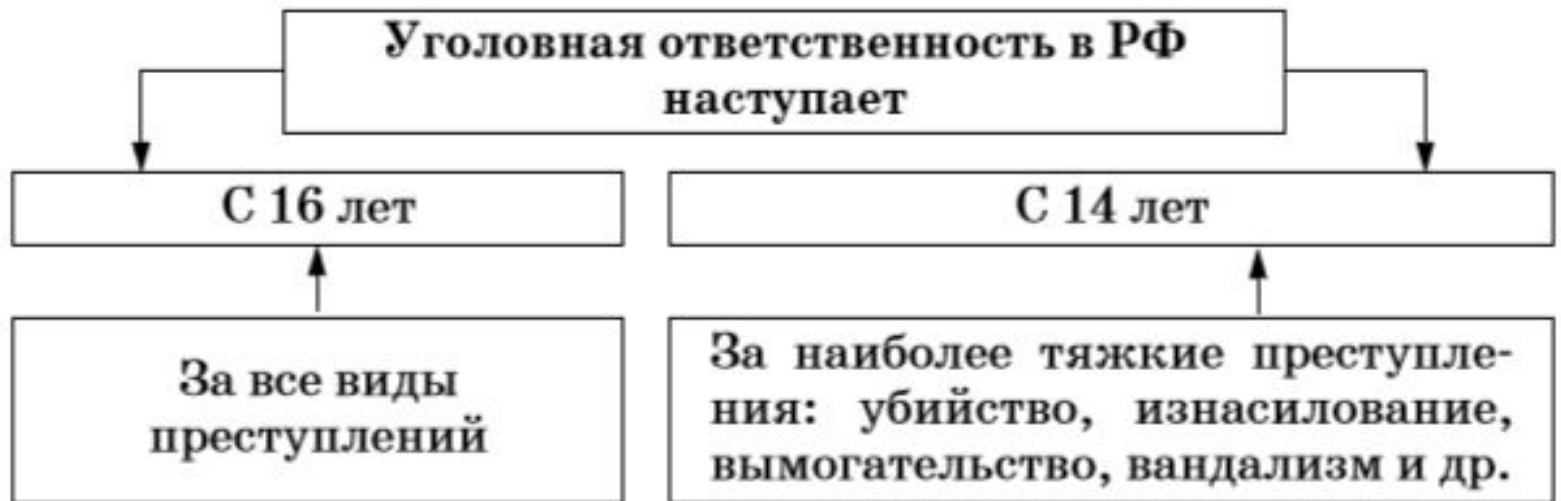 Уголовная ответственность в РФ
наступает
С 16 лет
С 14 лет
За все виды
преступлений
За наиболее тяжкие преступле-
ния: убийство, изнасилование,
вымогательство, вандализм и др.